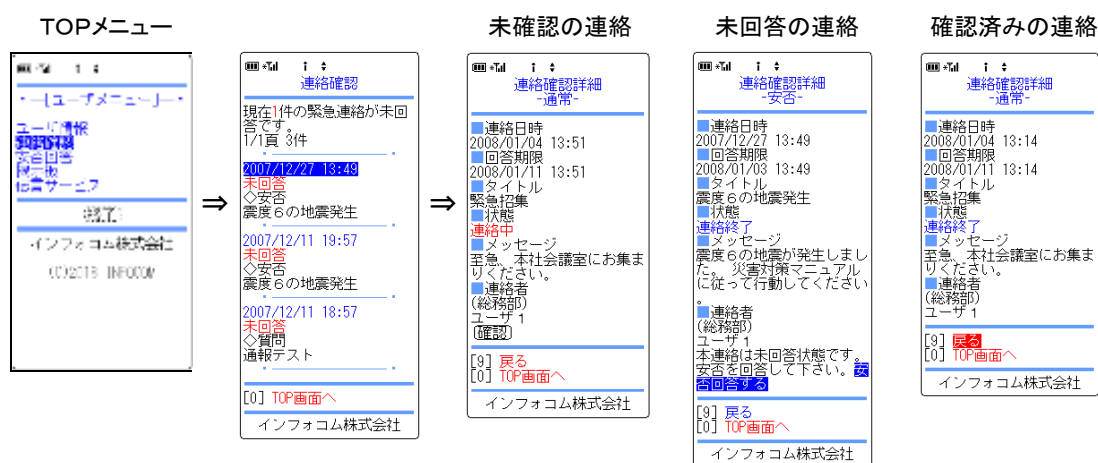 TOPメニュー
ユーザ情報
連絡確認
安否回答
掲示板
伝言サービス
インフォコム株式会社
⇒
連絡確認
現在1件の緊急連絡が未回
答です。
1/1頁 3件
2007/12/27 13:49
未回答
◇安否
震度6の地震発生
2007/12/11 19:57
未回答
◇安否
震度6の地震発生
2007/12/11 18:57
未回答
◇質問
通報テスト
[0] TOP画面へ
インフォコム株式会社
⇒
未確認の連絡
連絡確認詳細
-通常-
■連絡日時
2008/01/04 13:51
■回答期限
2008/01/11 13:51
■タイトル
緊急招集
■状態
連絡中
■メッセージ
至急、本社会議室にお集ま
りください。
■連絡者
(総務部)
ユーザ1
[確認]
[9] 戻る
[0] TOP画面へ
インフォコム株式会社
未回答の連絡
連絡確認詳細
-安否-
■連絡日時
2007/12/27 13:49
■回答期限
2008/01/03 13:49
■タイトル
震度6の地震発生
■状態
連絡終了
■メッセージ
震度6の地震が発生しまし
た。災害対策マニュアル
に従って行動してください
。
■連絡者
(総務部)
ユーザ1
本連絡は未回答状態です。
安否を回答して下さい。安
否回答する
[9] 戻る
[0] TOP画面へ
インフォコム株式会社
確認済みの連絡
連絡確認詳細
-通常-
■連絡日時
2008/01/04 13:14
■回答期限
2008/01/11 13:14
■タイトル
緊急招集
■状態
連絡終了
■メッセージ
至急、本社会議室にお集ま
りください。
■連絡者
(総務部)
ユーザ1
[9] 戻る
[0] TOP画面へ
インフォコム株式会社